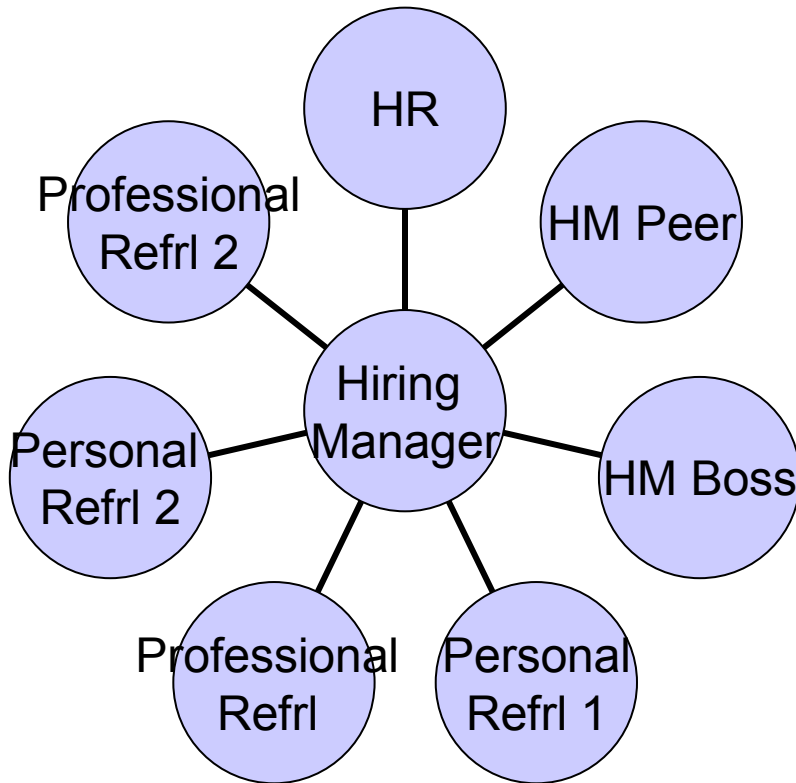 HR
Professional
Refrl 2
HM Peer
Hiring
Manager
Personal
Refrl 2
HM Boss
Professional
Refrl
Personal
Refrl 1